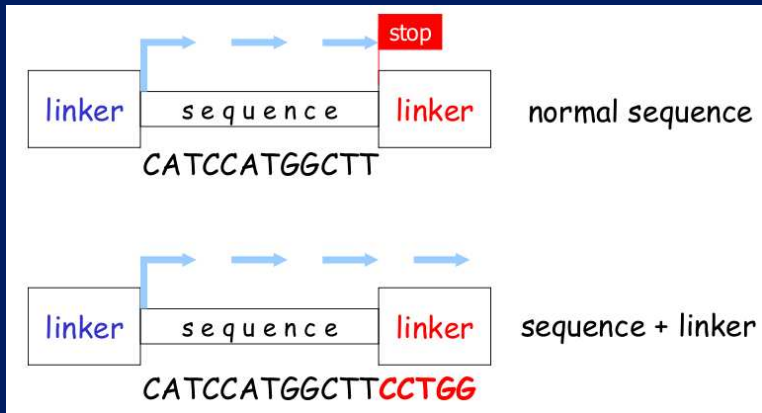 stop
linker sequence linker normal sequence
CATCCATGGCTT
linker sequence linker sequence + linker
CATCCATGGCTTCCTGG